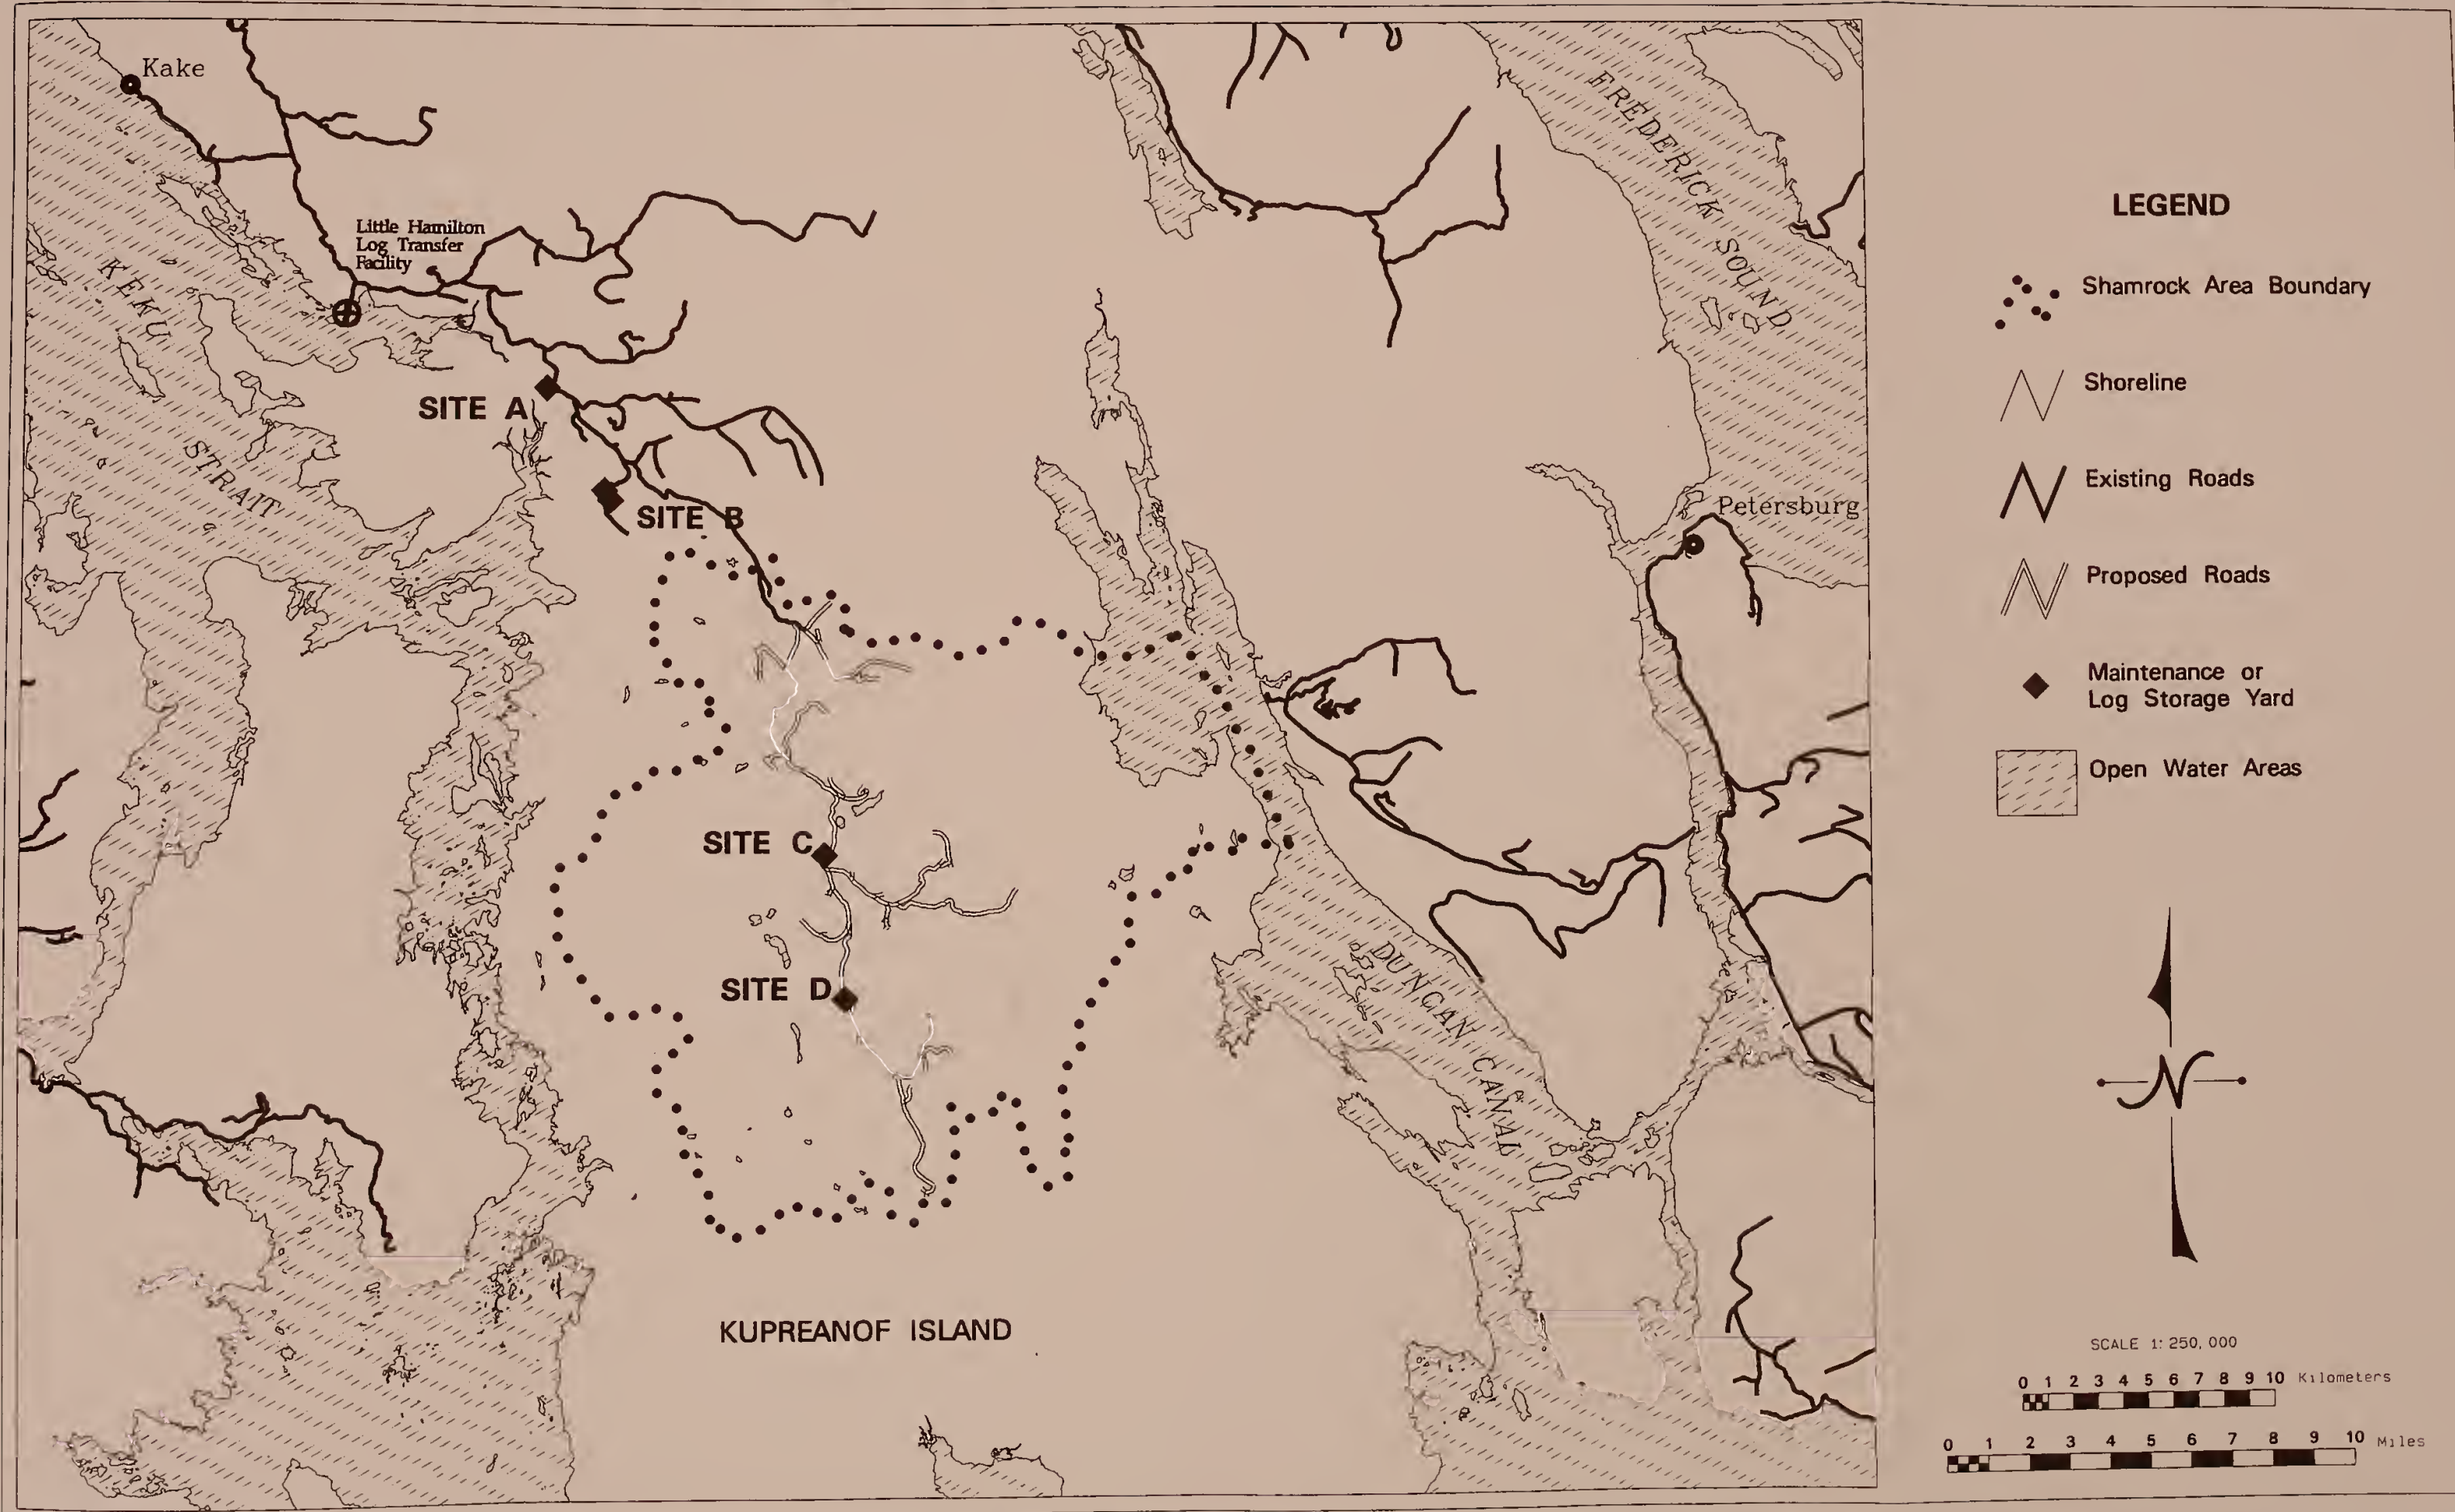 Kake
Little Hamilton
Log Transfer
Facility
KEKU
STRAIT
FREDERICK
SOUND
SITE A
SITE B
Petersburg
SITE C
SITE D
DUNCAN
CANAL
KUPREANOF ISLAND
LEGEND
Shamrock Area Boundary
Shoreline
Existing Roads
Proposed Roads
Maintenance or
Log Storage Yard
Open Water Areas
N
SCALE 1:250,000
0 1 2 3 4 5 6 7 8 9 10 Kilometers
0 1 2 3 4 5 6 7 8 9 10 Miles